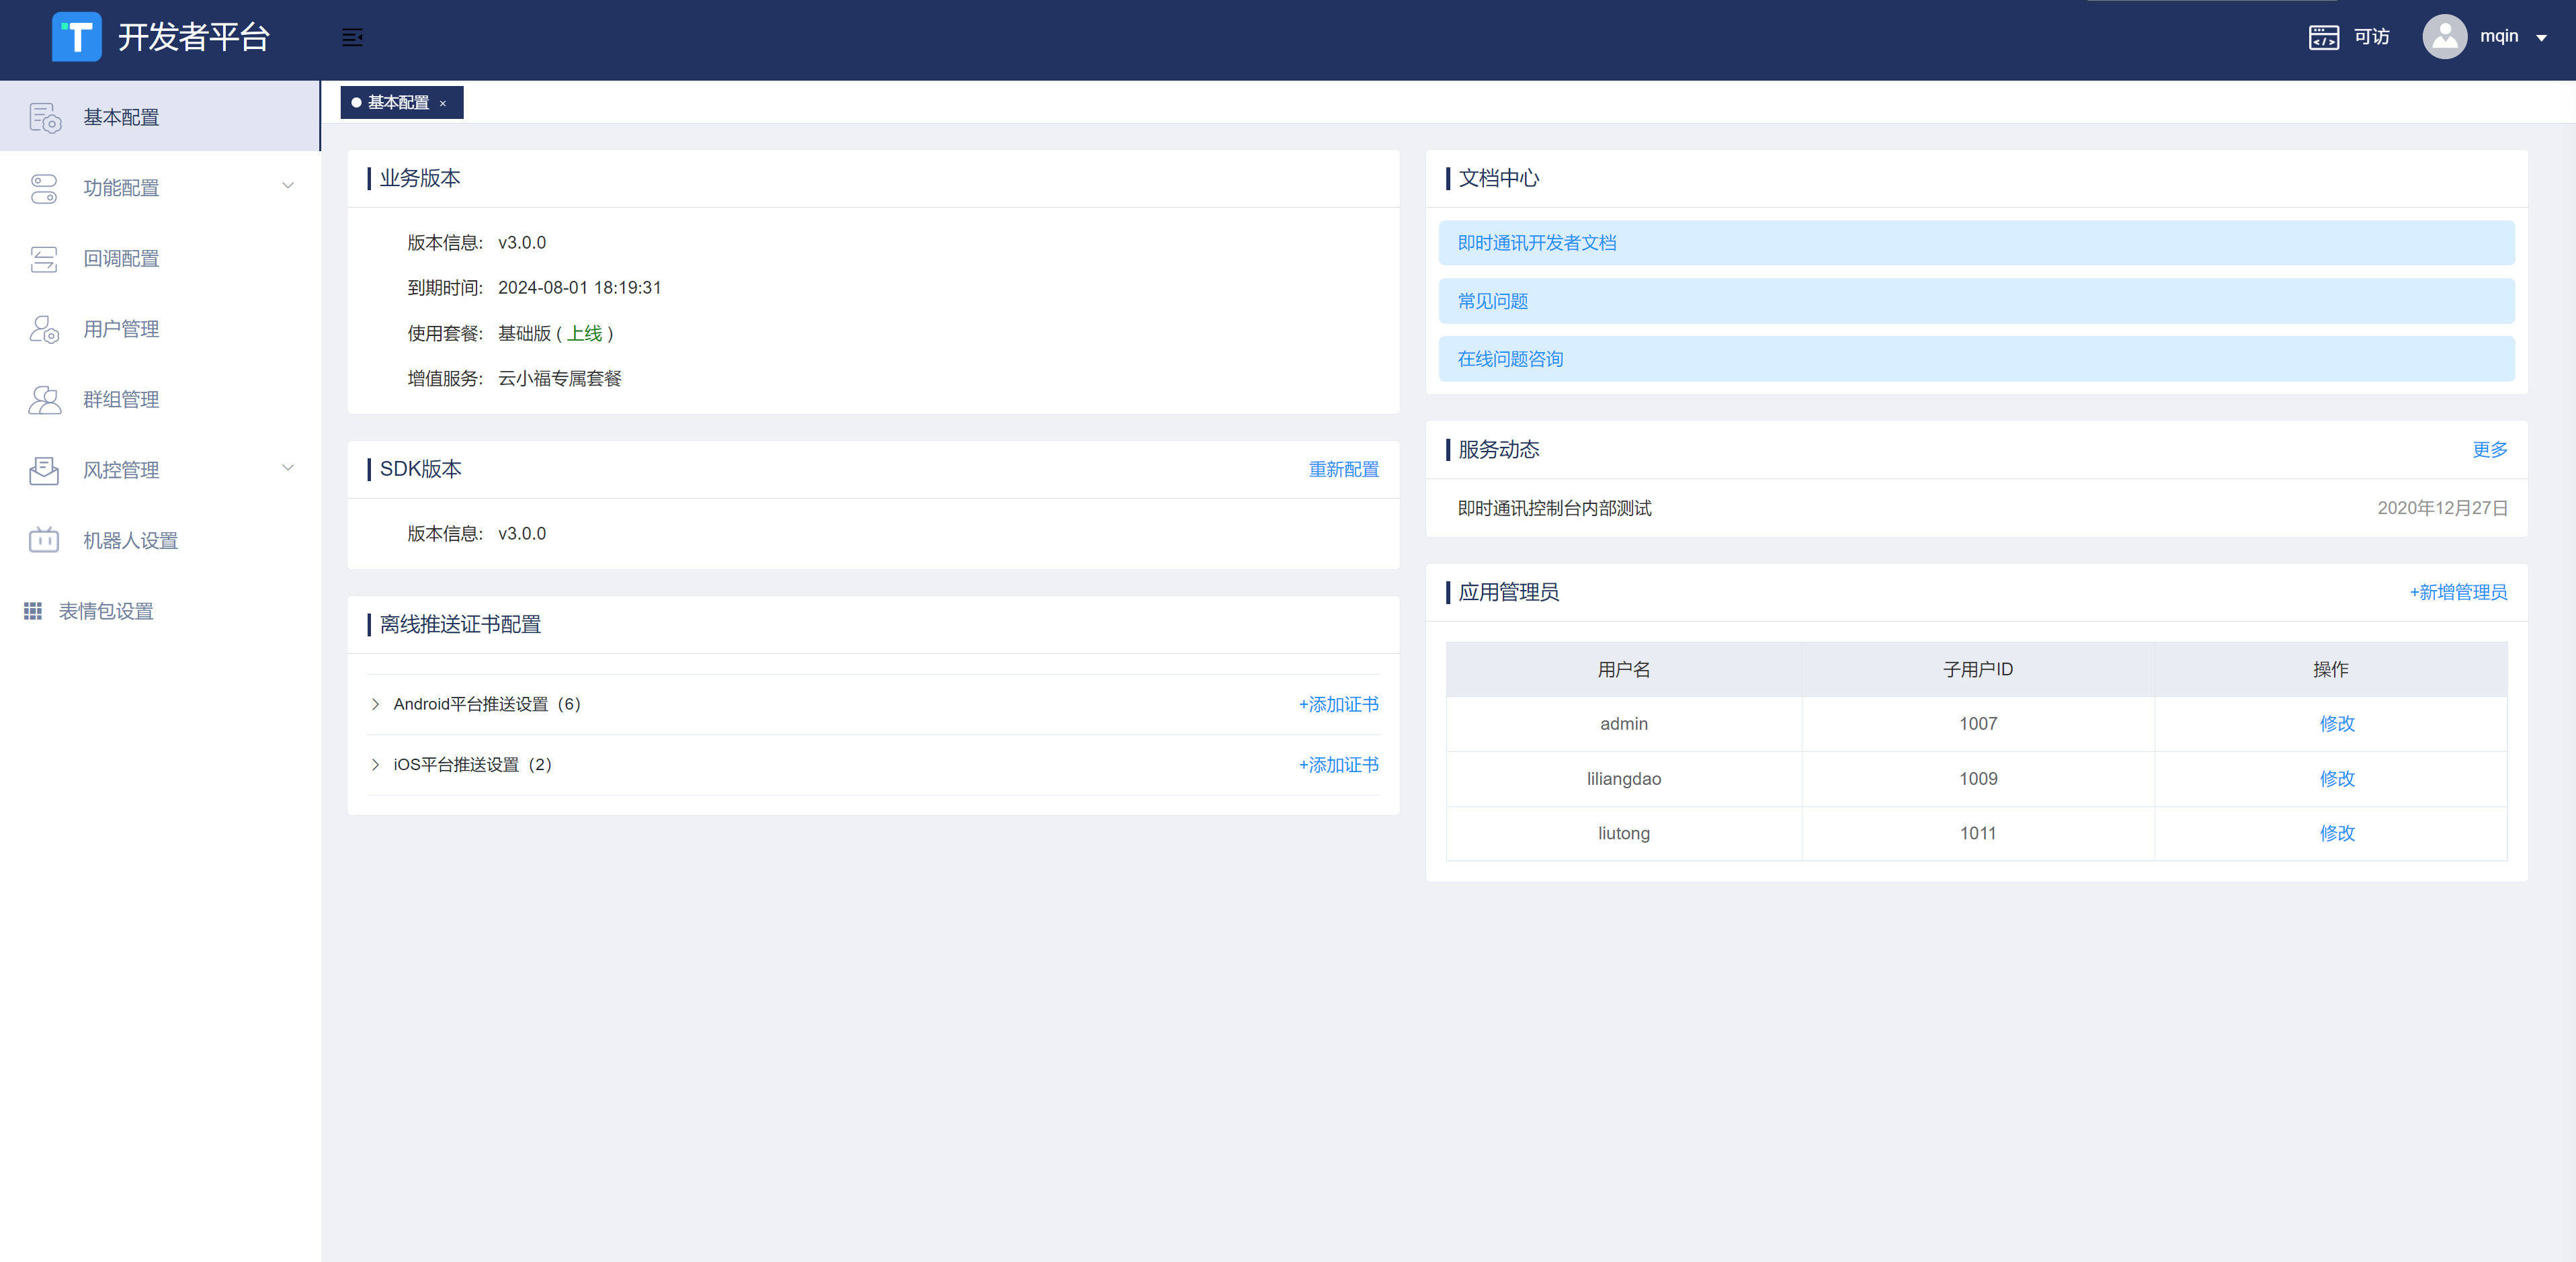 T 开发者平台
可访
mqin
基本配置
功能配置
回调配置
用户管理
群组管理
风控管理
机器人设置
表情包设置
基本配置 ×
业务版本
版本信息: v3.0.0
到期时间: 2024-08-01 18:19:31
使用套餐: 基础版 ( 上线 )
增值服务: 云小福专属套餐
SDK版本 重新配置
版本信息: v3.0.0
离线推送证书配置
Android平台推送设置（6） +添加证书
iOS平台推送设置（2） +添加证书
文档中心
即时通讯开发者文档
常见问题
在线问题咨询
服务动态 更多
即时通讯控制台内部测试 2020年12月27日
应用管理员 +新增管理员
用户名 子用户ID 操作
admin 1007 修改
liliangdao 1009 修改
liutong 1011 修改